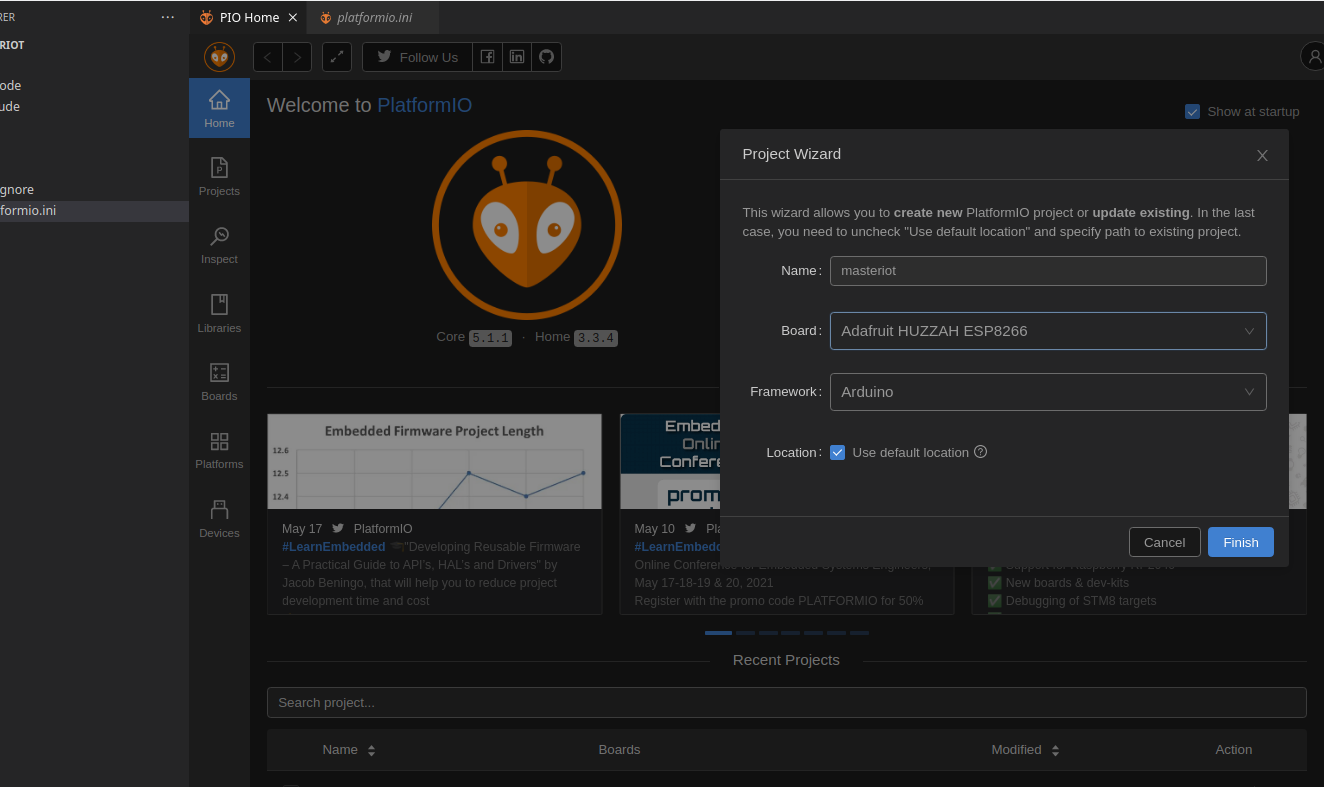 RER
PIO Home
platformio.ini
RIOT
Follow Us
ode
ude
gnore
formio.ini
Home
Projects
Inspect
Libraries
Boards
Platforms
Devices
Welcome to PlatformIO
Show at startup
Core 5.1.1 · Home 3.3.4
Project Wizard
This wizard allows you to create new PlatformIO project or update existing. In the last
case, you need to uncheck "Use default location" and specify path to existing project.
Name:
masteriot
Board:
Adafruit HUZZAH ESP8266
Framework:
Arduino
Location:
Use default location
Cancel
Finish
Embedded Firmware Project Length
12.6
12.5
12.4
May 17 PlatformIO
#LearnEmbedded "Developing Reusable Firmware
– A Practical Guide to API's, HAL's and Drivers" by
Jacob Beningo, that will help you to reduce project
development time and cost
Embed
Onlin
Confere
prom
May 10 Pla
#LearnEmbedd
Online Conference for Embedded Systems Engineers,
May 17-18-19 & 20, 2021
Register with the promo code PLATFORMIO for 50%
Support for Raspberry Pi 2040
New boards & dev-kits
Debugging of STM8 targets
Recent Projects
Search project...
Name
Boards
Modified
Action